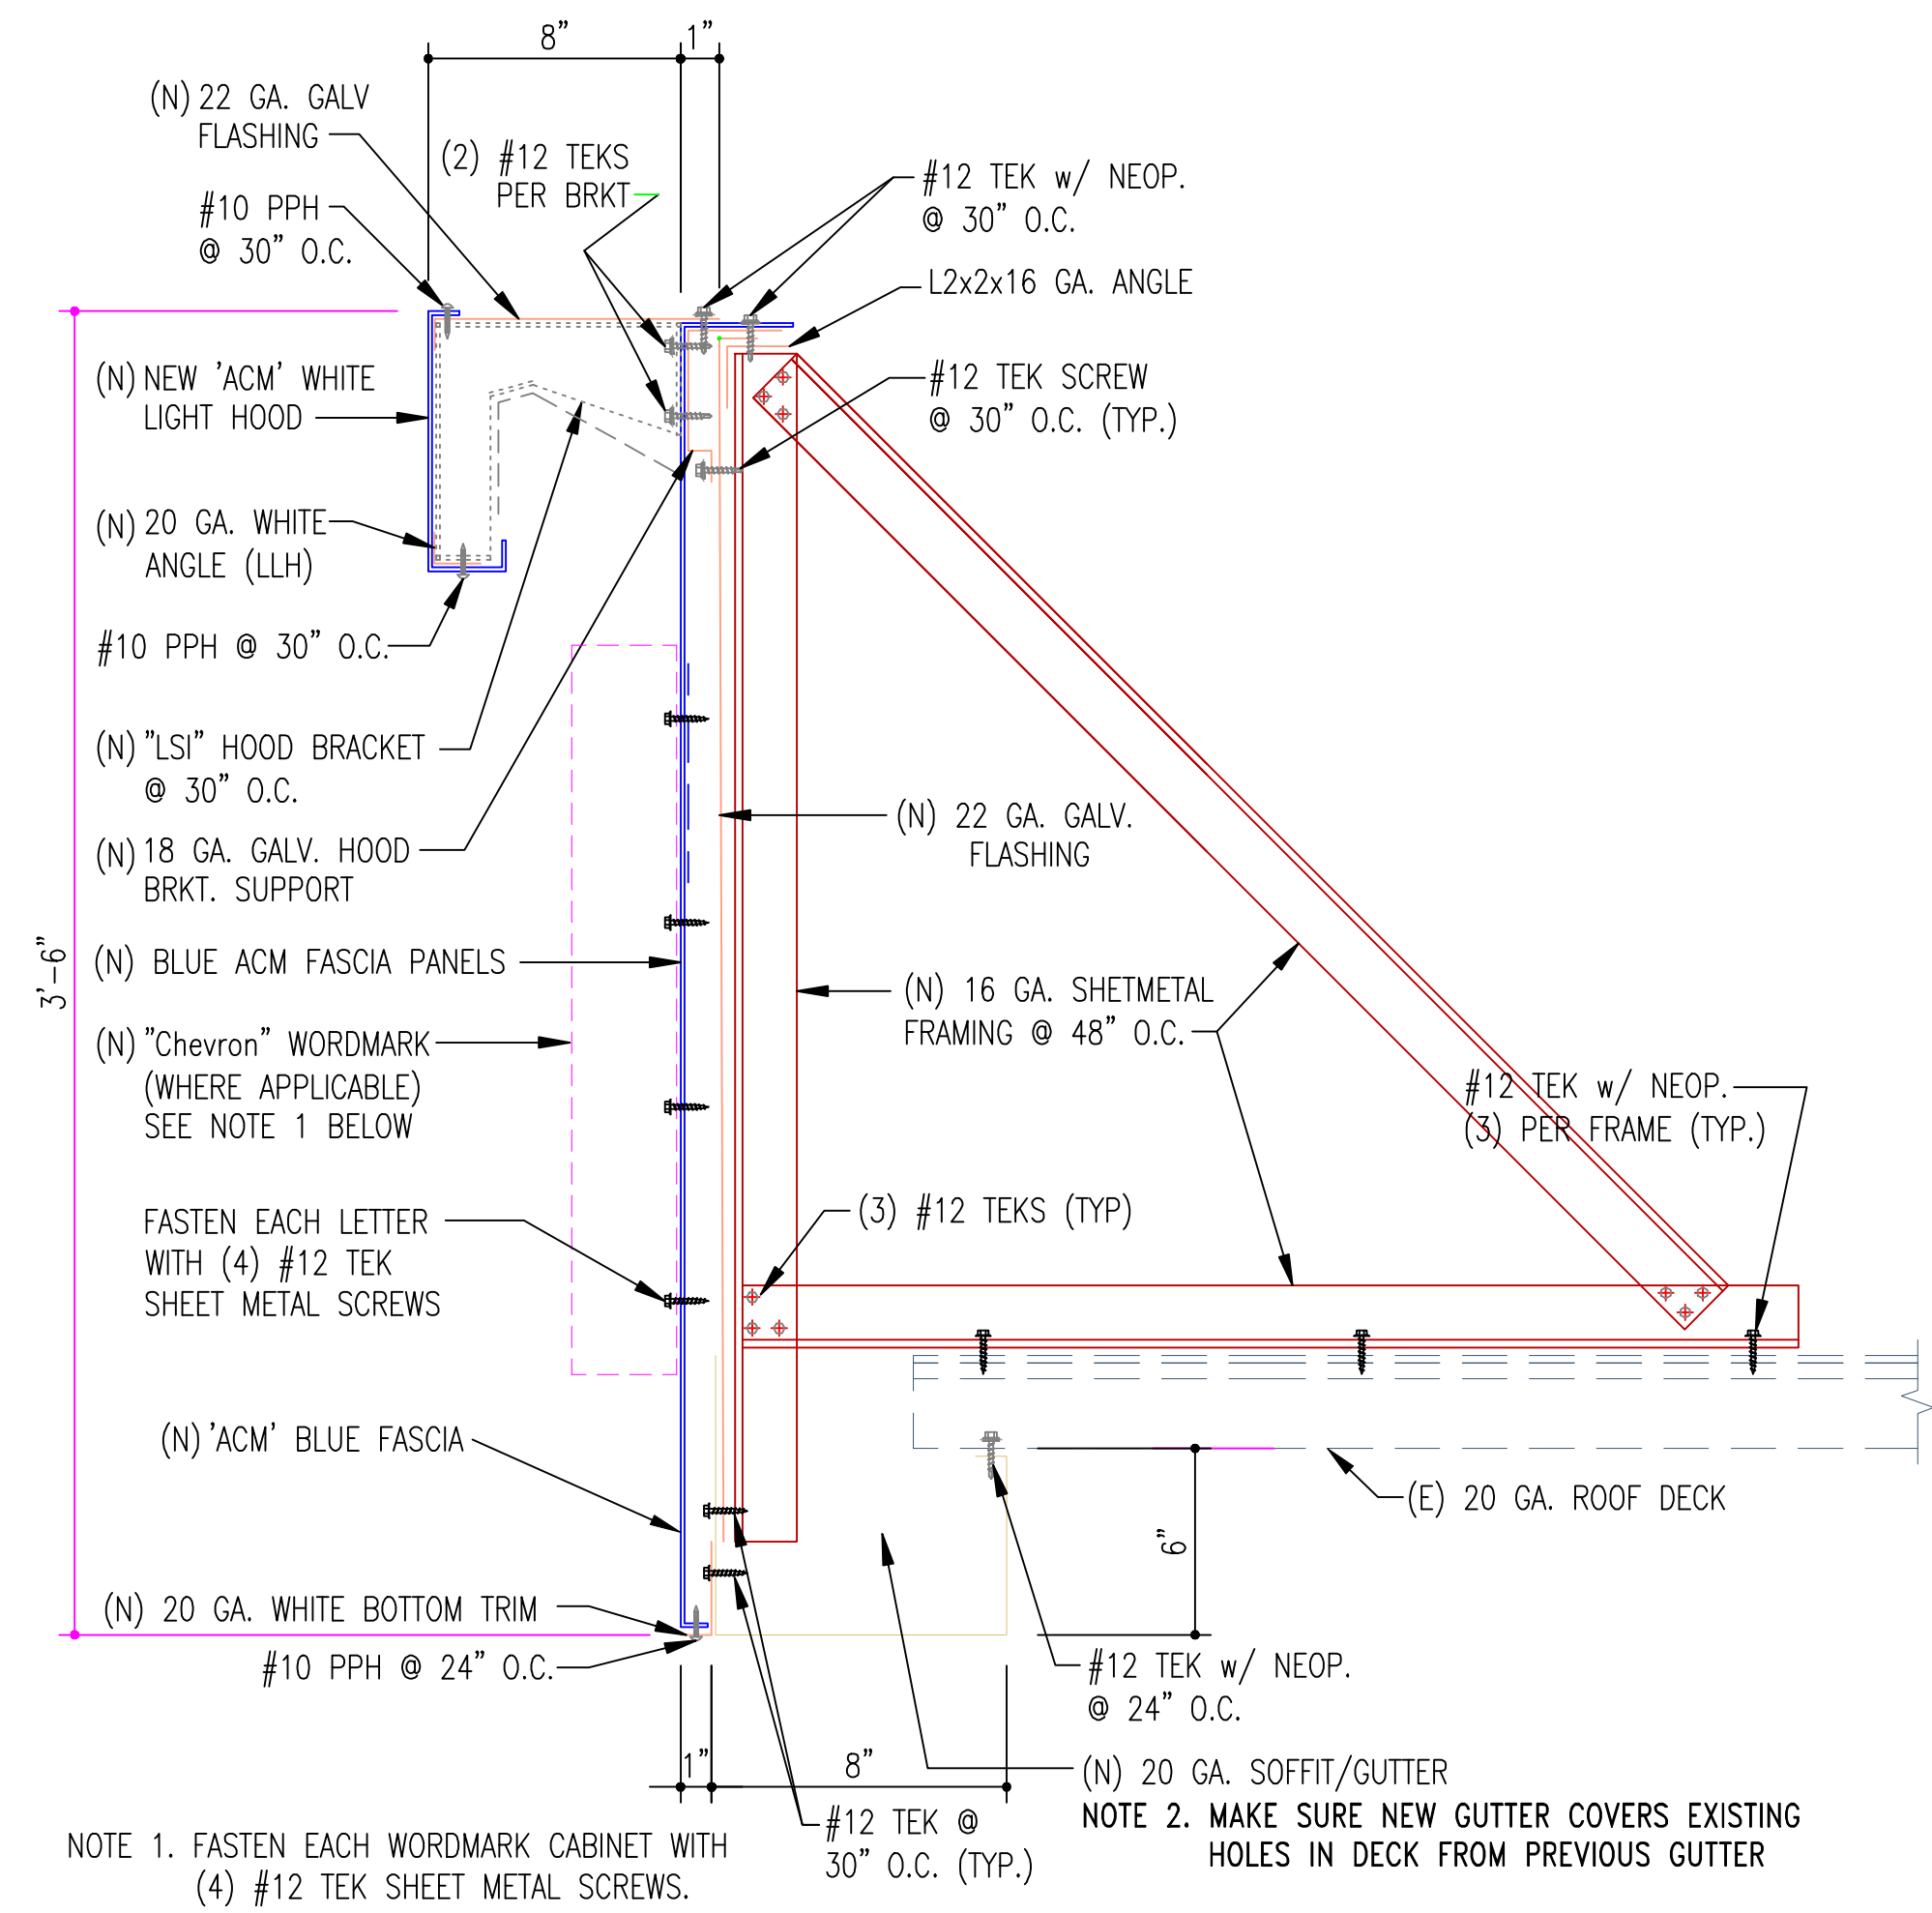 8” 1”
(N) 22 GA. GALV
FLASHING
(2) #12 TEKS
PER BRKT
#12 TEK w/ NEOP.
@ 30” O.C.
#10 PPH
@ 30” O.C.
L2x2x16 GA. ANGLE
(N) NEW 'ACM' WHITE
LIGHT HOOD
#12 TEK SCREW
@ 30” O.C. (TYP.)
(N) 20 GA. WHITE
ANGLE (LLH)
#10 PPH @ 30” O.C.
(N) ”LSI” HOOD BRACKET
@ 30” O.C.
(N) 18 GA. GALV. HOOD
BRKT. SUPPORT
(N) 22 GA. GALV.
FLASHING
3'-6”
(N) BLUE ACM FASCIA PANELS
(N) 16 GA. SHETMETAL
FRAMING @ 48” O.C.
(N) ”Chevron” WORDMARK
(WHERE APPLICABLE)
SEE NOTE 1 BELOW
#12 TEK w/ NEOP.
(3) PER FRAME (TYP.)
FASTEN EACH LETTER
WITH (4) #12 TEK
SHEET METAL SCREWS
(3) #12 TEKS (TYP)
(N) 'ACM' BLUE FASCIA
(E) 20 GA. ROOF DECK
6”
(N) 20 GA. WHITE BOTTOM TRIM
#10 PPH @ 24” O.C.
#12 TEK w/ NEOP.
@ 24” O.C.
1” 8”
(N) 20 GA. SOFFIT/GUTTER
NOTE 2. MAKE SURE NEW GUTTER COVERS EXISTING
HOLES IN DECK FROM PREVIOUS GUTTER
#12 TEK @
30” O.C. (TYP.)
NOTE 1. FASTEN EACH WORDMARK CABINET WITH
(4) #12 TEK SHEET METAL SCREWS.